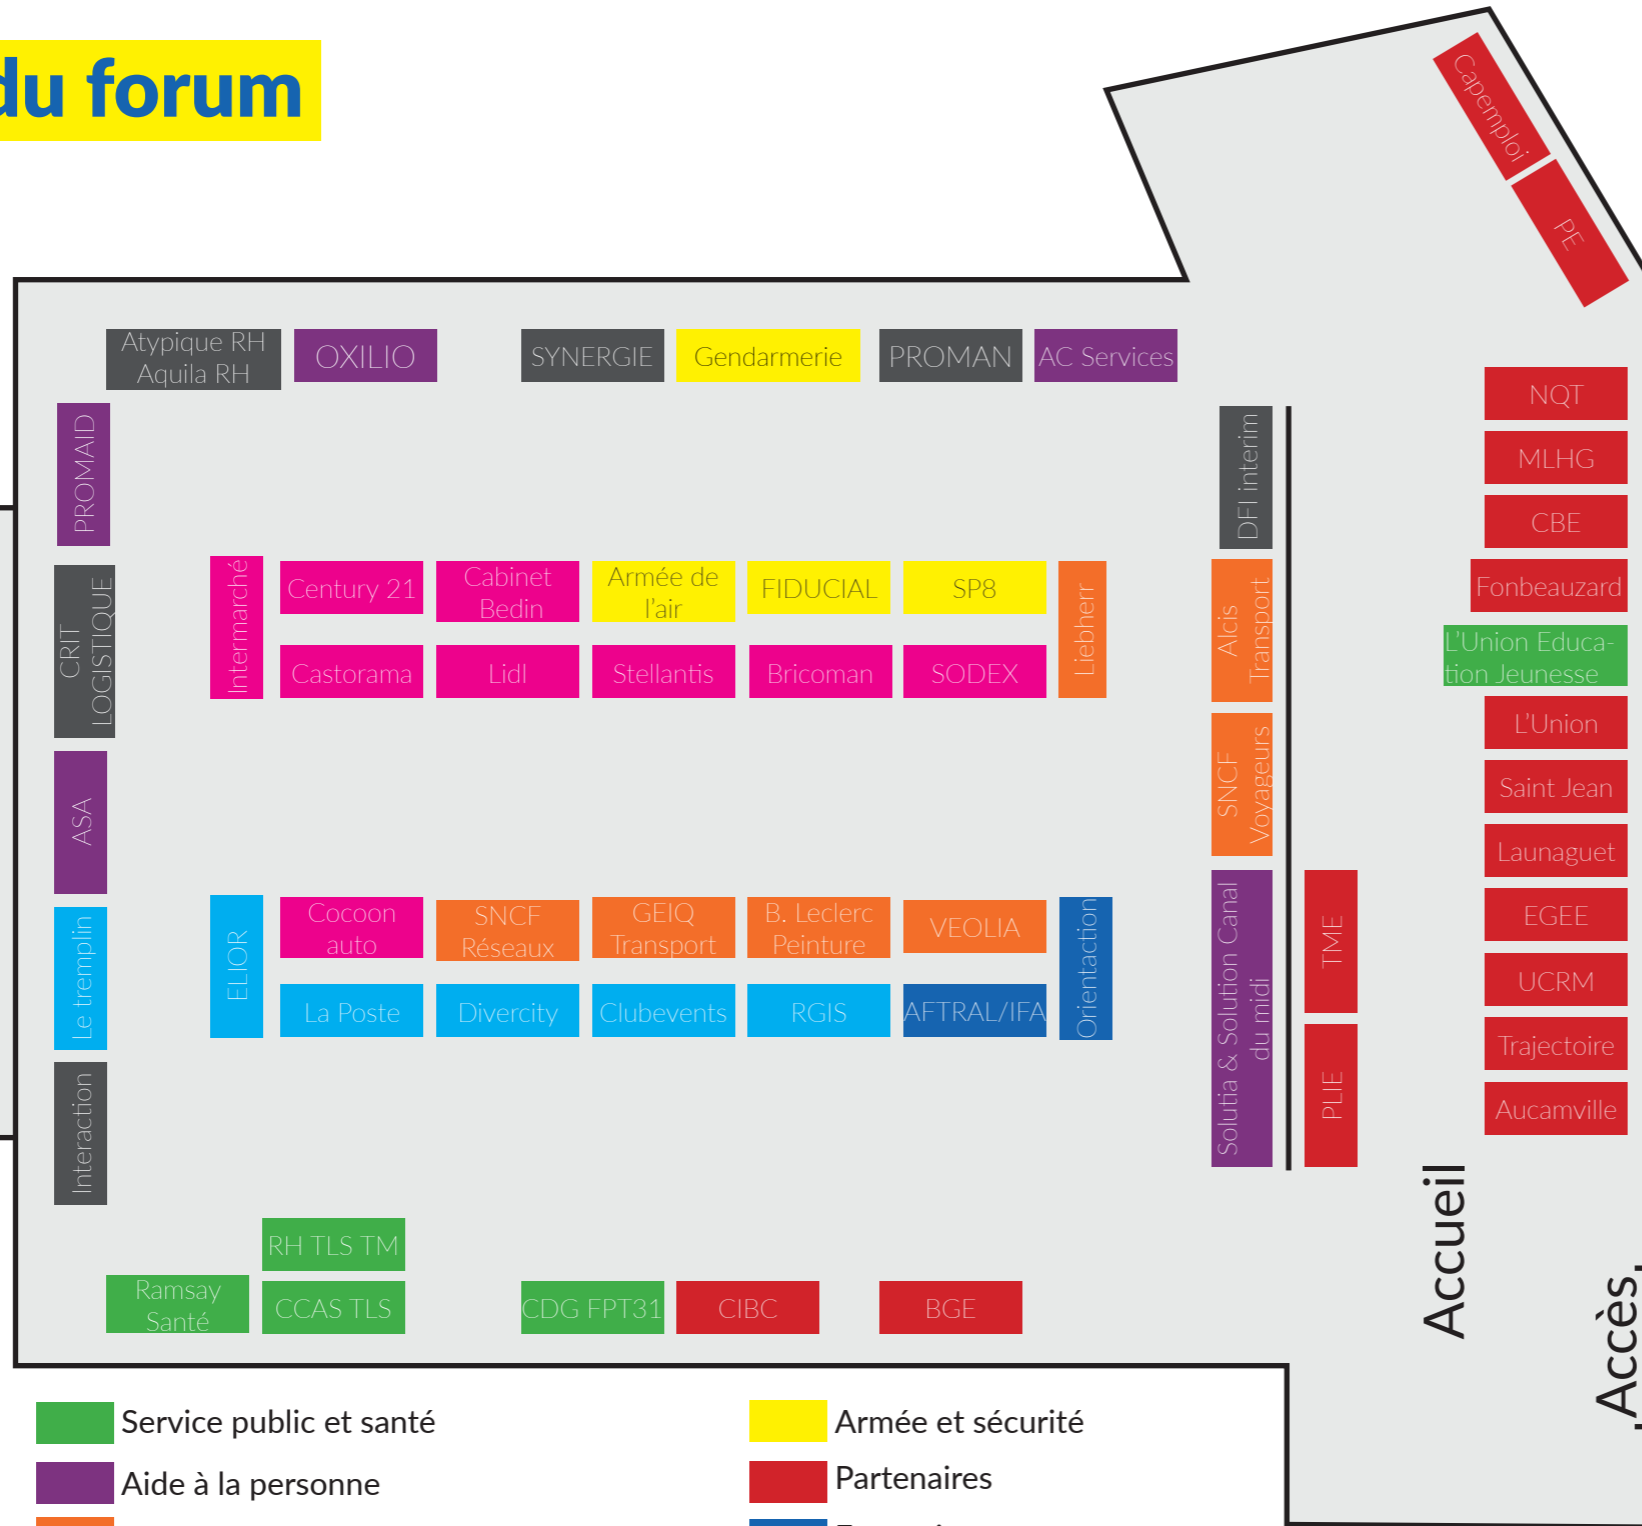 du forum
Capemploi
PE
Atypique RH
Aquila RH
OXILIO
SYNERGIE
Gendarmerie
PROMAN
AC Services
NQT
MLHG
CBE
Fonbeauzard
L'Union Educa-
tion Jeunesse
L'Union
Saint Jean
Launaguet
EGEE
UCRM
Trajectoire
Aucamville
PROMAID
CRIT
LOGISTIQUE
ASA
Le tremplin
Interaction
Intermarché
Century 21
Cabinet
Bedin
Armée de
l'air
FIDUCIAL
SP8
Liebherr
Castorama
Lidl
Stellantis
Bricoman
SODEX
DFI interim
Alcis
Transport
SNCF
Voyageurs
Solutia & Solution Canal
du midi
TME
PLIE
ELIOR
Cocoon
auto
SNCF
Réseaux
GEIQ
Transport
B. Leclerc
Peinture
VEOLIA
Orientaction
La Poste
Divercity
Clubevents
RGIS
AFTRAL/IFA
RH TLS TM
Ramsay
Santé
CCAS TLS
CDG FPT31
CIBC
BGE
Accueil
Accès
Service public et santé
Aide à la personne
Armée et sécurité
Partenaires